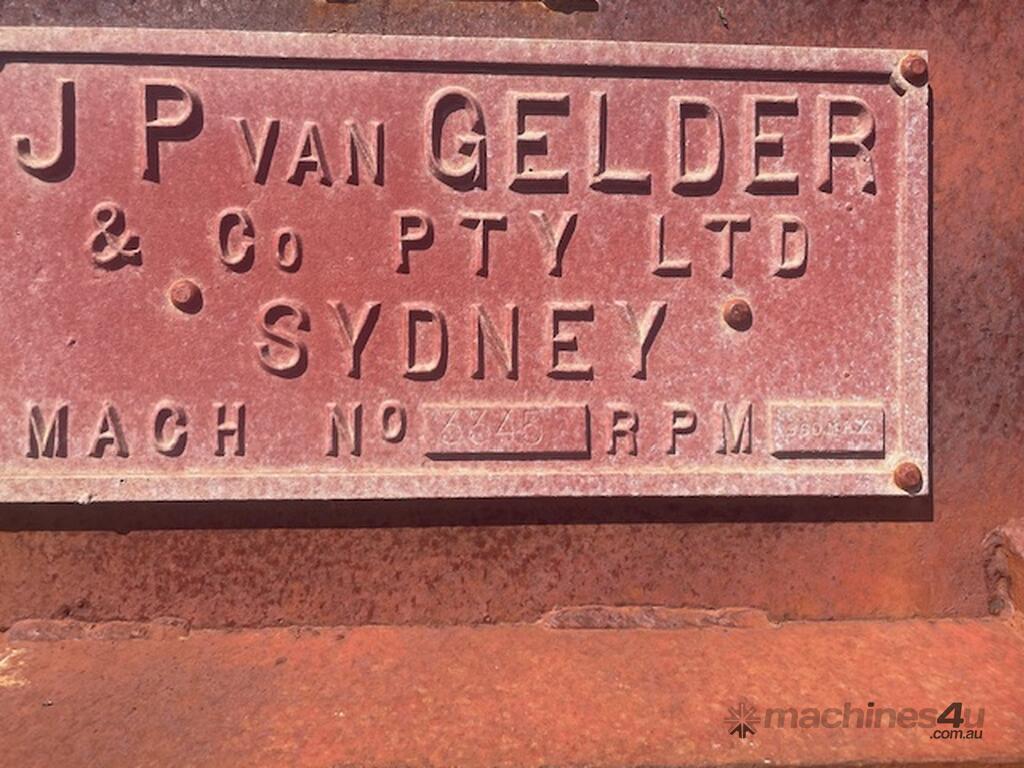 J P VAN GELDER
& Co PTY LTD
SYDNEY
MACH No 3345 RPM
machines4u
.com.au